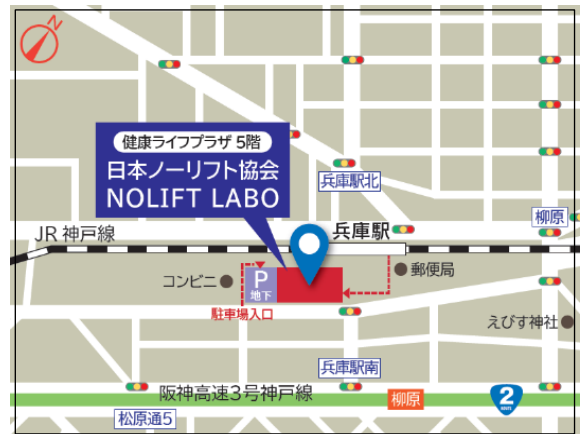 N
健康ライフプラザ 5階
日本ノーリフト協会
NOLIFT LABO
兵庫駅北
柳原
JR 神戸線
兵庫駅
コンビニ
P
地下
郵便局
駐車場入口
えびす神社
兵庫駅南
阪神高速3号神戸線
柳原
2
松原通5